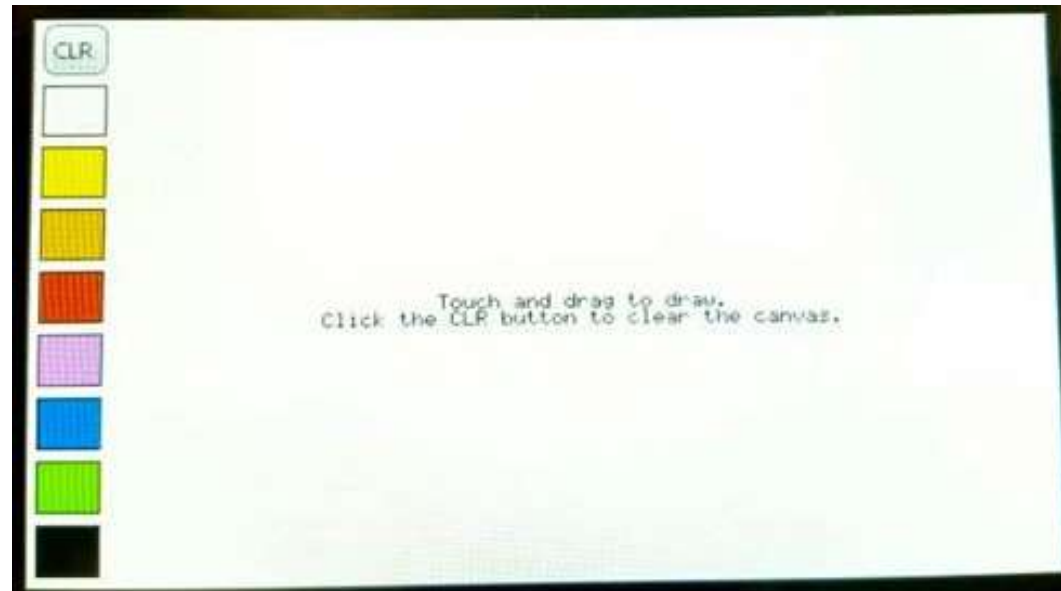 CLR
Touch and drag to draw.
Click the CLR button to clear the canvas.